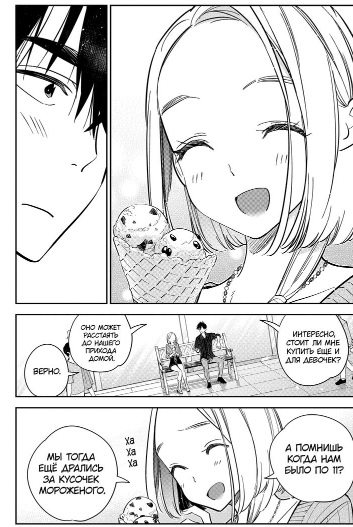 ИНТЕРЕСНО,
СТОИТ ЛИ МНЕ
КУПИТЬ ЕЩЕ И
ДЛЯ ДЕВОЧЕК?
ОНО МОЖЕТ
РАСТАЯТЬ
ДО НАШЕГО
ПРИХОДА
ДОМОЙ.
ВЕРНО.
А ПОМНИШЬ
КОГДА НАМ
БЫЛО ПО 11?
ХА
ХА
ХА
МЫ ТОГДА
ЕЩЁ ДРАЛИСЬ
ЗА КУСОЧЕК
МОРОЖЕНОГО.